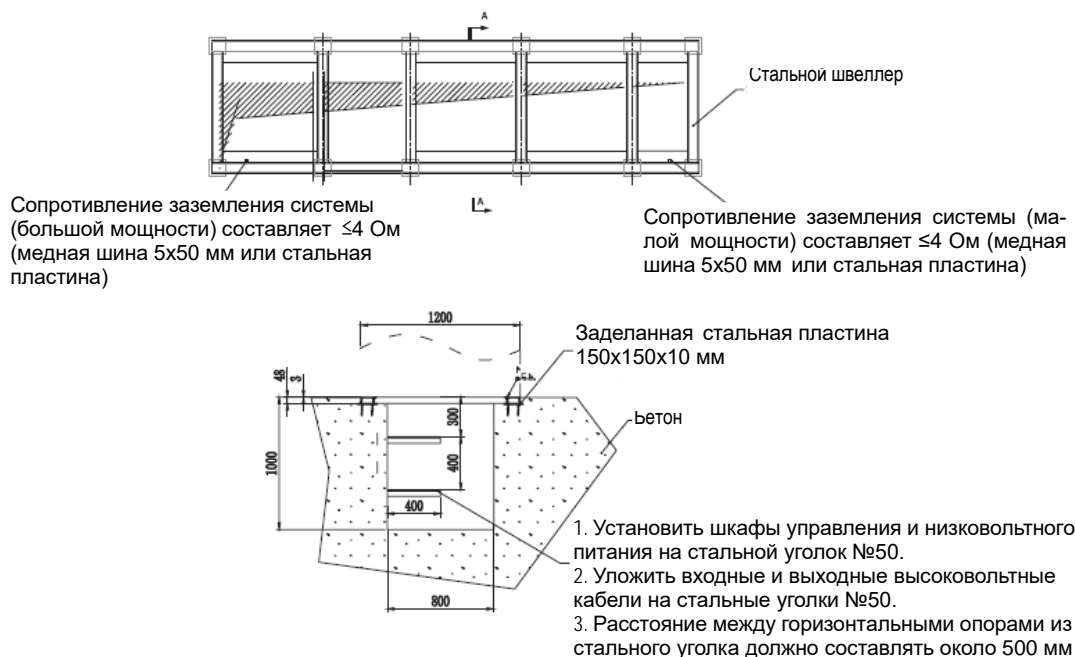 A
Стальной швеллер
A
Сопротивление заземления системы
(большой мощности) составляет ≤4 Ом
(медная шина 5х50 мм или стальная
пластина)
Сопротивление заземления системы (ма-
лой мощности) составляет ≤4 Ом (медная
шина 5х50 мм или стальная пластина)
1200
Заделанная стальная пластина
150х150х10 мм
48
3
300
Бетон
1000
400
400
1. Установить шкафы управления и низковольтного
питания на стальной уголок №50.
2. Уложить входные и выходные высоковольтные
кабели на стальные уголки №50.
800
3. Расстояние между горизонтальными опорами из
стального уголка должно составлять около 500 мм